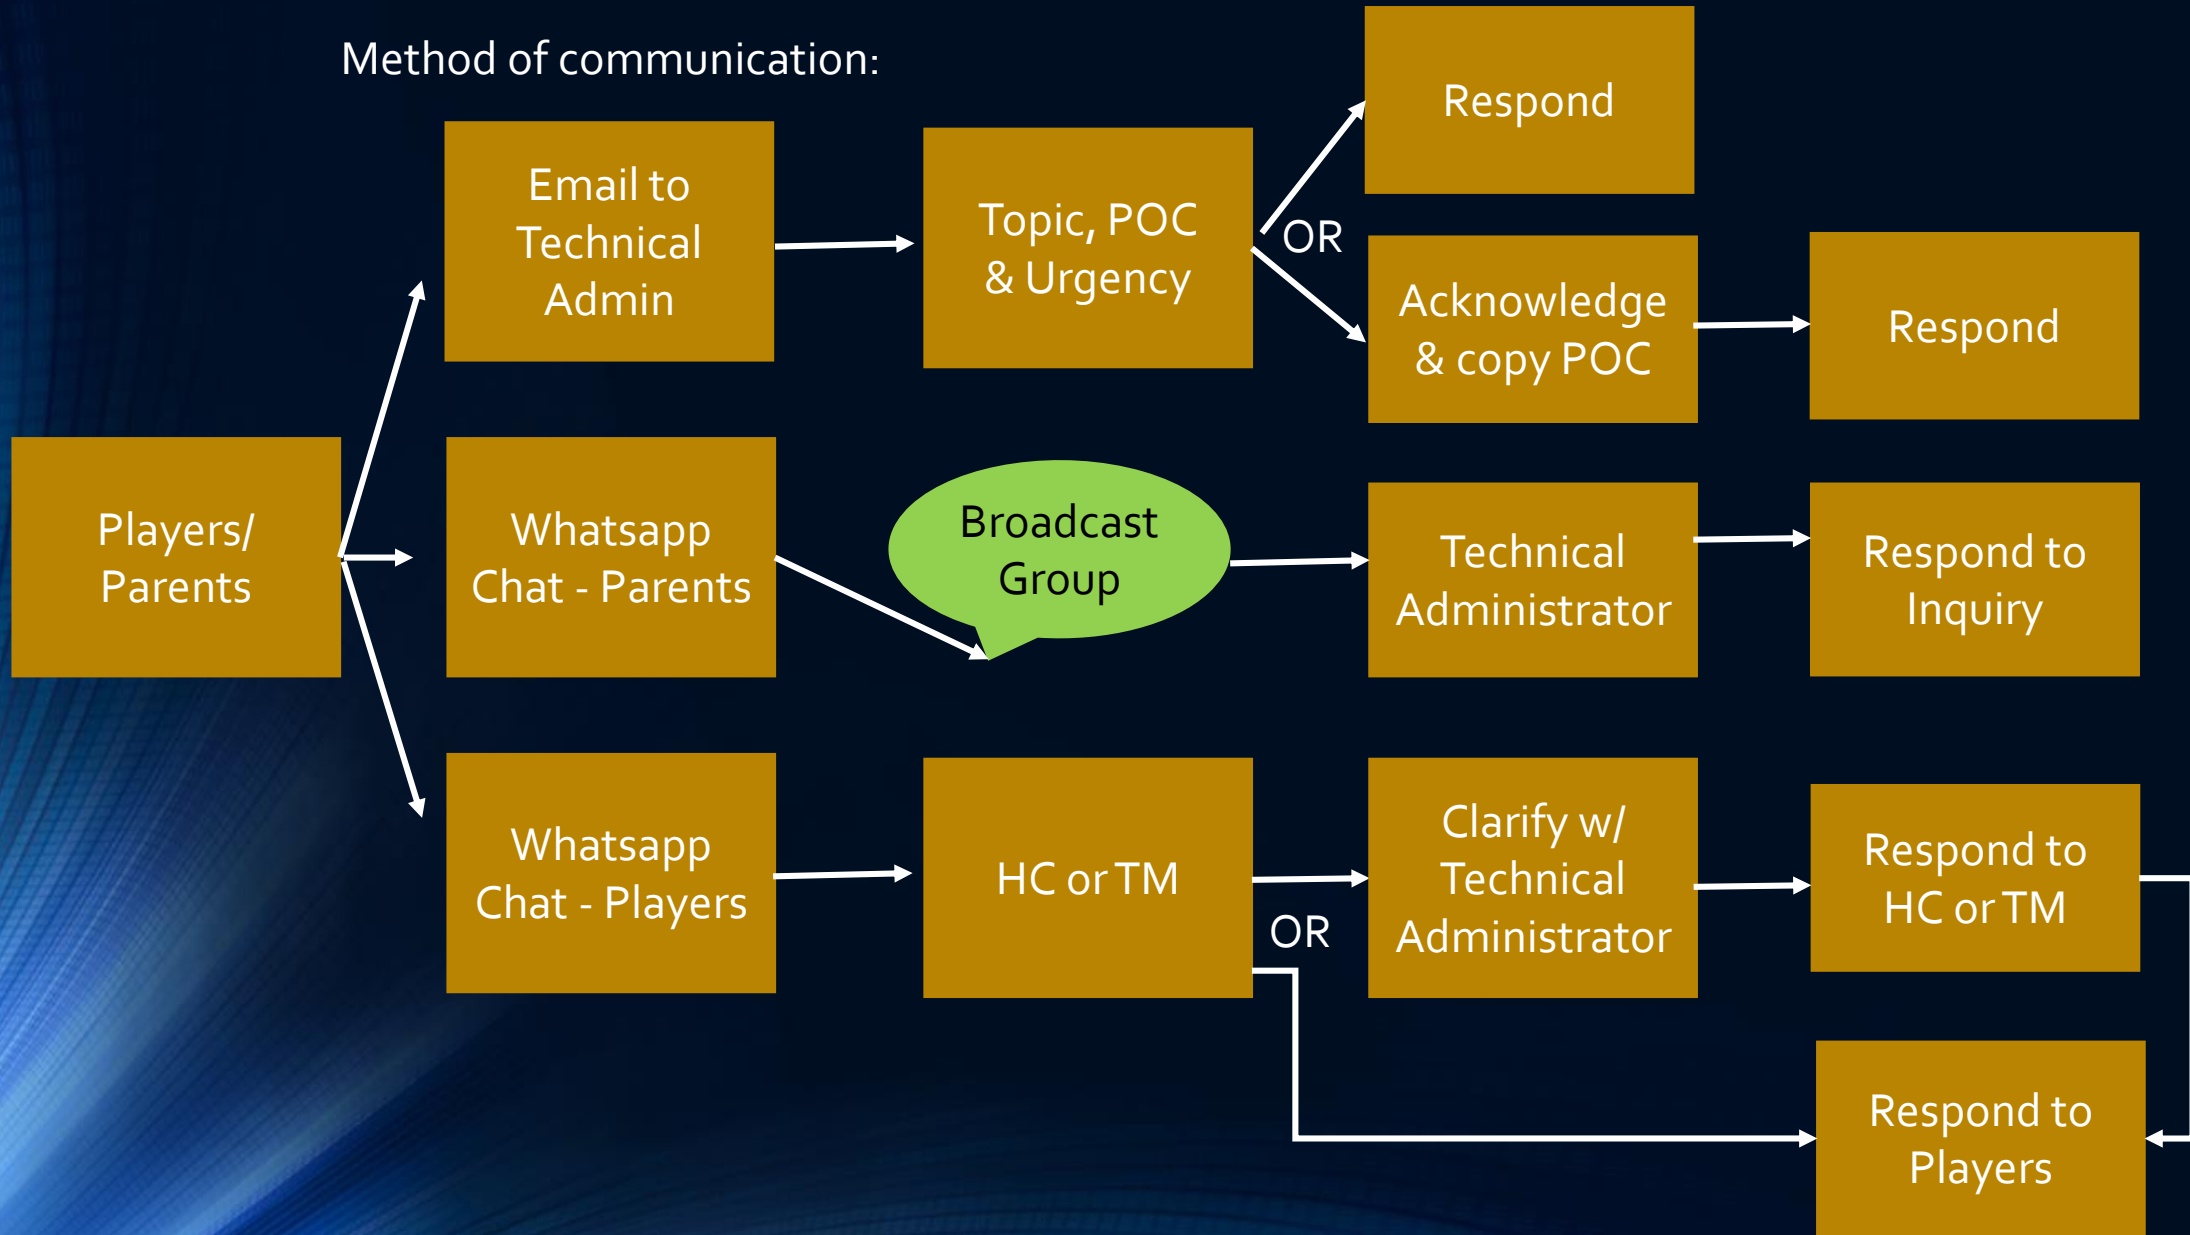 Method of communication:
Respond
Email to
Technical
Admin
Topic, POC
& Urgency
OR
Acknowledge
& copy POC
Respond
Players/
Parents
Whatsapp
Chat - Parents
Broadcast
Group
Technical
Administrator
Respond to
Inquiry
Whatsapp
Chat - Players
HC or TM
OR
Clarify w/
Technical
Administrator
Respond to
HC or TM
Respond to
Players